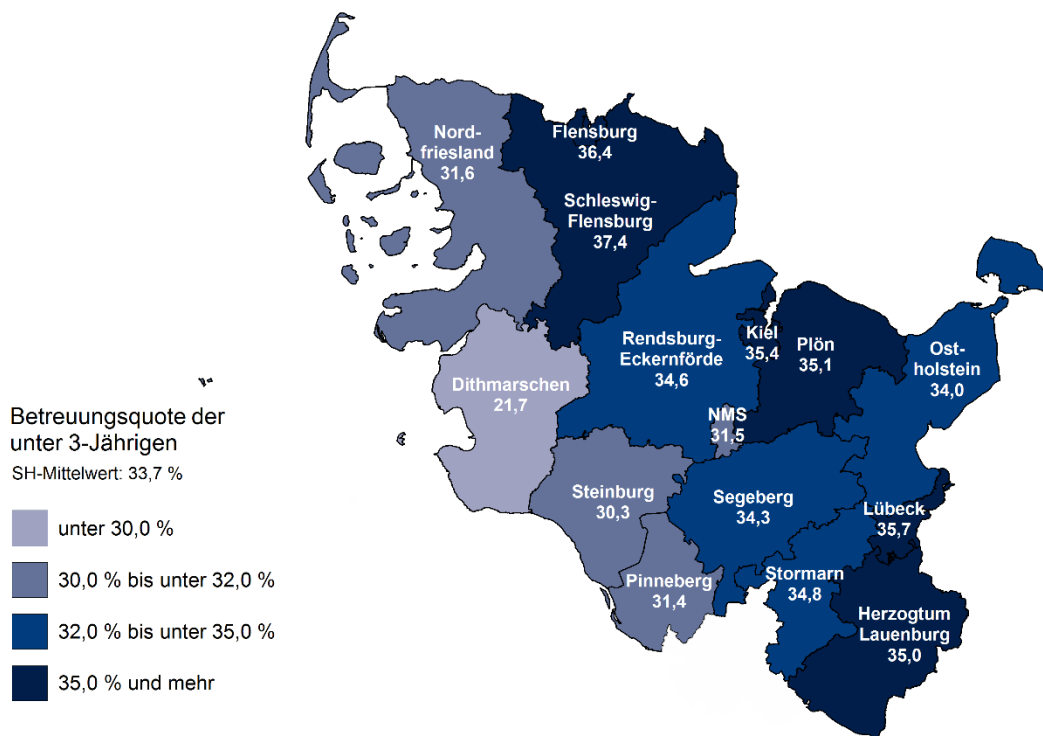 Nord-
friesland
31,6
Flensburg
36,4
Schleswig-
Flensburg
37,4
Rendsburg-
Eckernförde
34,6
Kiel
35,4
Plön
35,1
Ost-
holstein
34,0
Dithmarschen
21,7
NMS
31,5
Steinburg
30,3
Segeberg
34,3
Lübeck
35,7
Pinneberg
31,4
Stormarn
34,8
Herzogtum
Lauenburg
35,0
Betreuungsquote der
unter 3-Jährigen
SH-Mittelwert: 33,7 %
unter 30,0 %
30,0 % bis unter 32,0 %
32,0 % bis unter 35,0 %
35,0 % und mehr